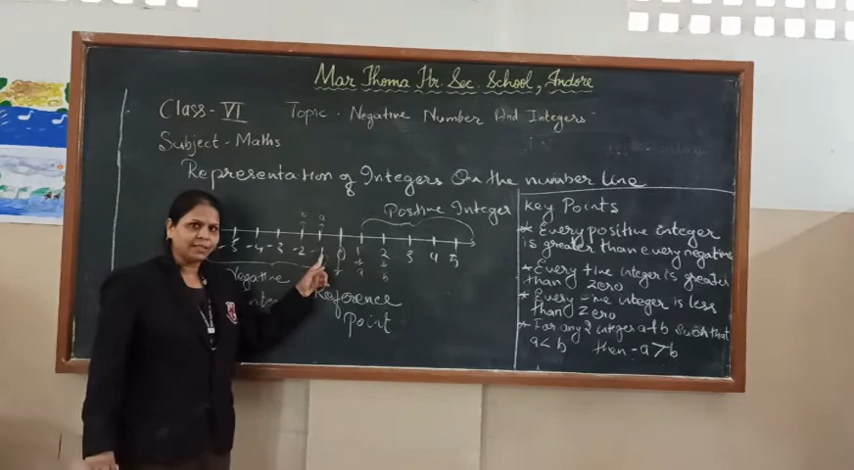 Mar Thoma Hr. Sec. School, Indore
Class - VI Topic - Negative Number And Integers
Subject - Maths
Representation of Integers On the number line
Positive Integer
-5 -4 -3 -2 -1 0 1 2 3 4 5
a b
Negative
Reference
Point
Key Points
* Every positive integer
is greater than every negative
* Every +ive integer is greater
than Zero
* Every -ive integer is less
than Zero
* For any 2 integer a & b such that
a < b then -a > b